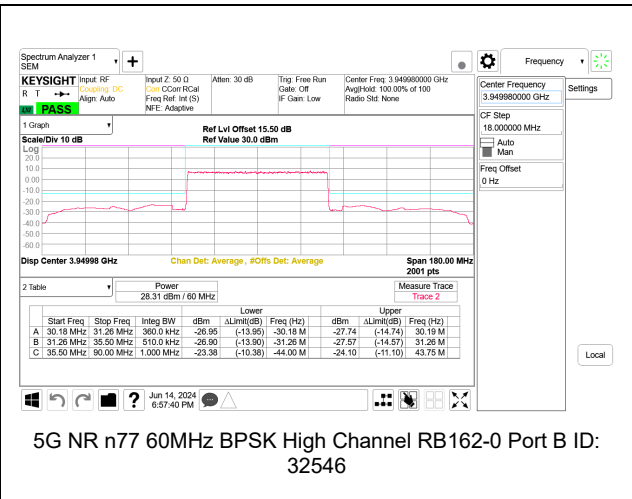 Spectrum Analyzer 1
SEM
+
Frequency
KEYSIGHT
R T
LXI PASS
Input: RF
Coupling: DC
Align: Auto
Input Z: 50 Ω
Corr CCorr RCal
Freq Ref: Int (S)
NFE: Adaptive
Atten: 30 dB
Trig: Free Run
Gate: Off
IF Gain: Low
Center Freq: 3.949980000 GHz
Avg|Hold: 100.00% of 100
Radio Std: None
Center Frequency
3.949980000 GHz
Settings
CF Step
18.000000 MHz
Auto
Man
Freq Offset
0 Hz
1 Graph
Scale/Div 10 dB
Ref Lvl Offset 15.50 dB
Ref Value 30.0 dBm
Log
20.0
10.0
0.00
-10.0
-20.0
-30.0
-40.0
-50.0
-60.0
Disp Center 3.94998 GHz
Chan Det: Average , #Offs Det: Average
Span 180.00 MHz
2001 pts
2 Table
Power
28.31 dBm / 60 MHz
Measure Trace
Trace 2
Lower Upper
Start Freq Stop Freq Integ BW dBm ΔLimit(dB) Freq (Hz) dBm ΔLimit(dB) Freq (Hz)
A 30.18 MHz 31.26 MHz 360.0 kHz -26.95 (-13.95) -30.18 M -27.74 (-14.74) 30.19 M
B 31.26 MHz 35.50 MHz 510.0 kHz -26.90 (-13.90) -31.26 M -27.57 (-14.57) 31.26 M
C 35.50 MHz 90.00 MHz 1.000 MHz -23.38 (-10.38) -44.00 M -24.10 (-11.10) 43.75 M
Local
?
Jun 14, 2024
6:57:40 PM
5G NR n77 60MHz BPSK High Channel RB162-0 Port B ID:
32546